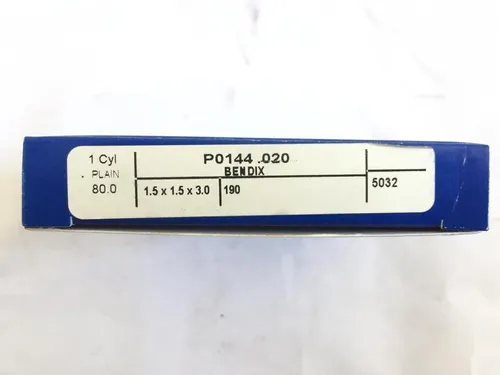 1 Cyl
P0144 .020
. PLAIN
BENDIX
80.0
1.5 x 1.5 x 3.0
190
5032